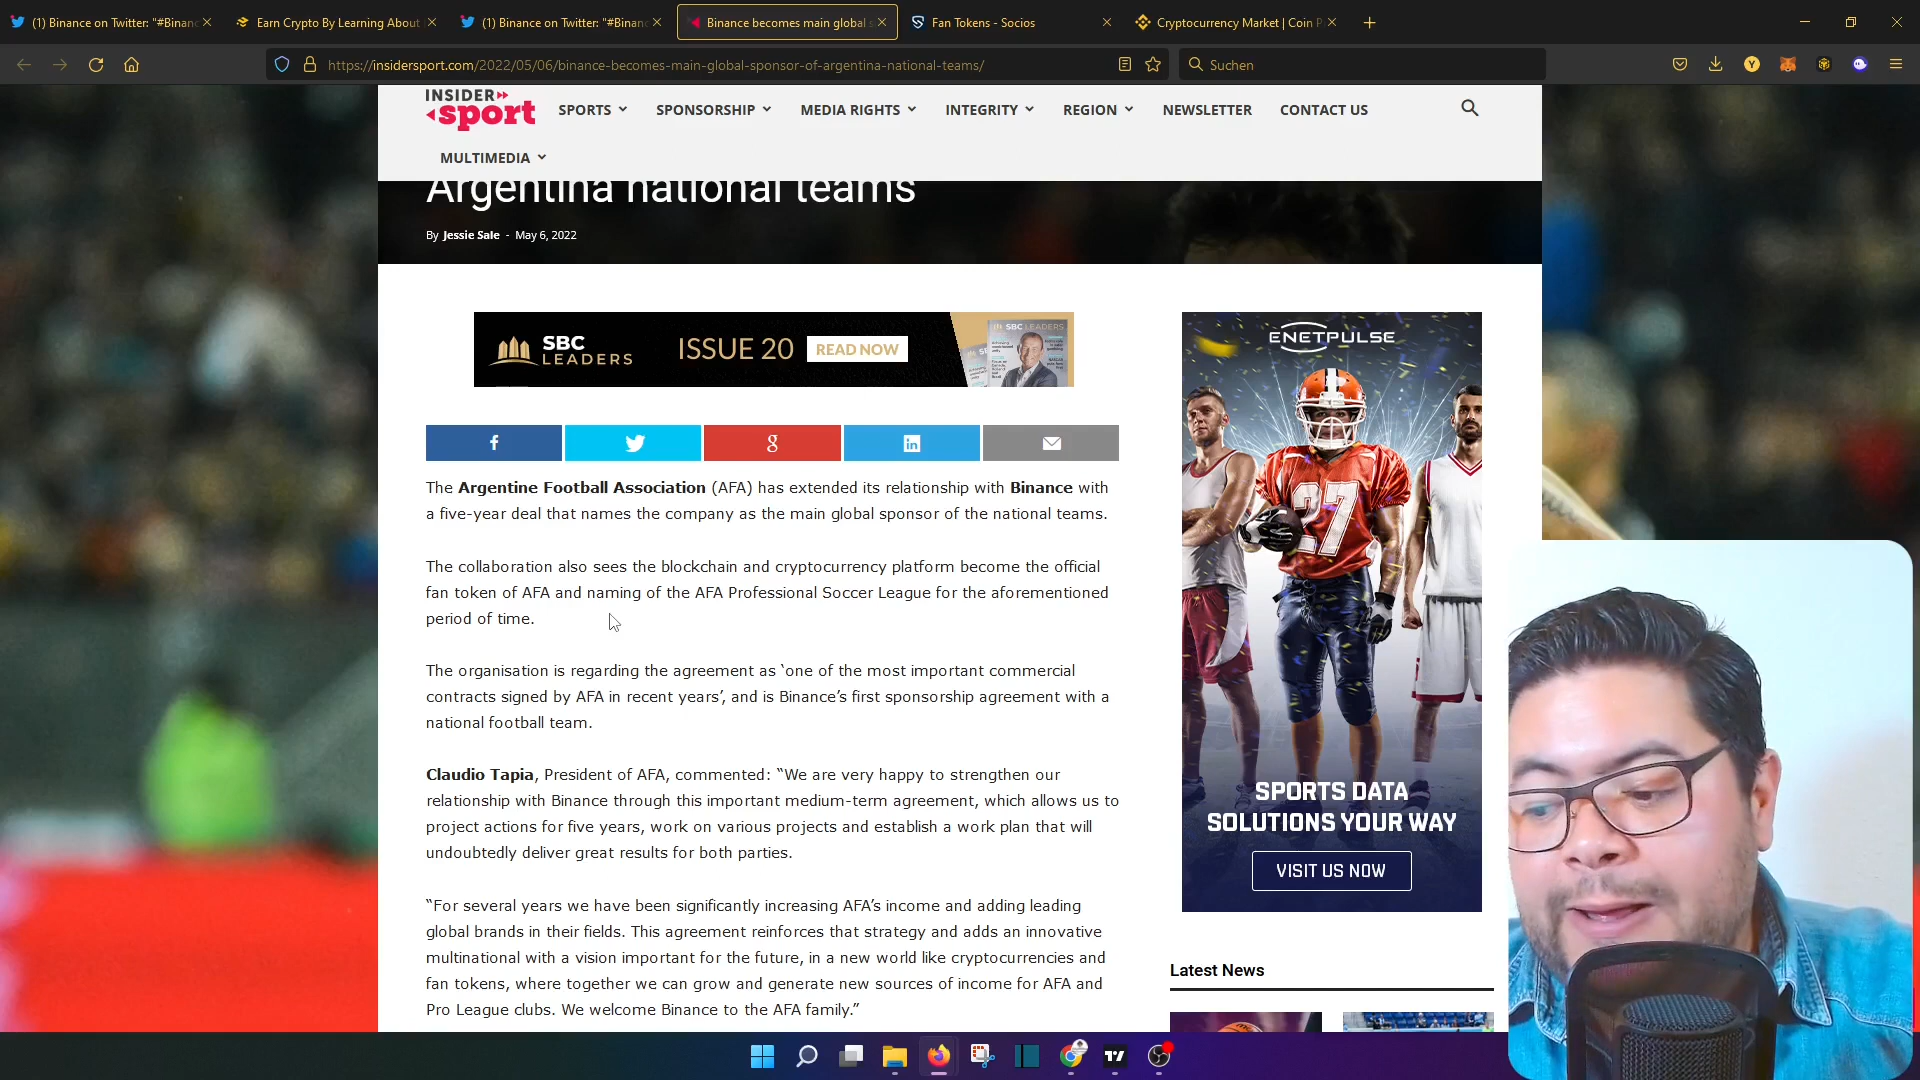 (1) Binance on Twitter: "#Binanc
Earn Crypto By Learning About
(1) Binance on Twitter: "#Binanc
Binance becomes main global s
Fan Tokens - Socios
Cryptocurrency Market | Coin P
https://insidersport.com/2022/05/06/binance-becomes-main-global-sponsor-of-argentina-national-teams/
Suchen
INSIDER
sport
SPORTS
SPONSORSHIP
MEDIA RIGHTS
INTEGRITY
REGION
NEWSLETTER
CONTACT US
MULTIMEDIA
Argentina national teams
By Jessie Sale - May 6, 2022
SBC
LEADERS
ISSUE 20
READ NOW
SBC LEADERS
The Argentine Football Association (AFA) has extended its relationship with Binance with
a five-year deal that names the company as the main global sponsor of the national teams.
The collaboration also sees the blockchain and cryptocurrency platform become the official
fan token of AFA and naming of the AFA Professional Soccer League for the aforementioned
period of time.
The organisation is regarding the agreement as ‘one of the most important commercial
contracts signed by AFA in recent years’, and is Binance’s first sponsorship agreement with a
national football team.
Claudio Tapia, President of AFA, commented: “We are very happy to strengthen our
relationship with Binance through this important medium-term agreement, which allows us to
project actions for five years, work on various projects and establish a work plan that will
undoubtedly deliver great results for both parties.
“For several years we have been significantly increasing AFA’s income and adding leading
global brands in their fields. This agreement reinforces that strategy and adds an innovative
multinational with a vision important for the future, in a new world like cryptocurrencies and
fan tokens, where together we can grow and generate new sources of income for AFA and
Pro League clubs. We welcome Binance to the AFA family.”
ENETPULSE
27
SPORTS DATA
SOLUTIONS YOUR WAY
VISIT US NOW
Latest News